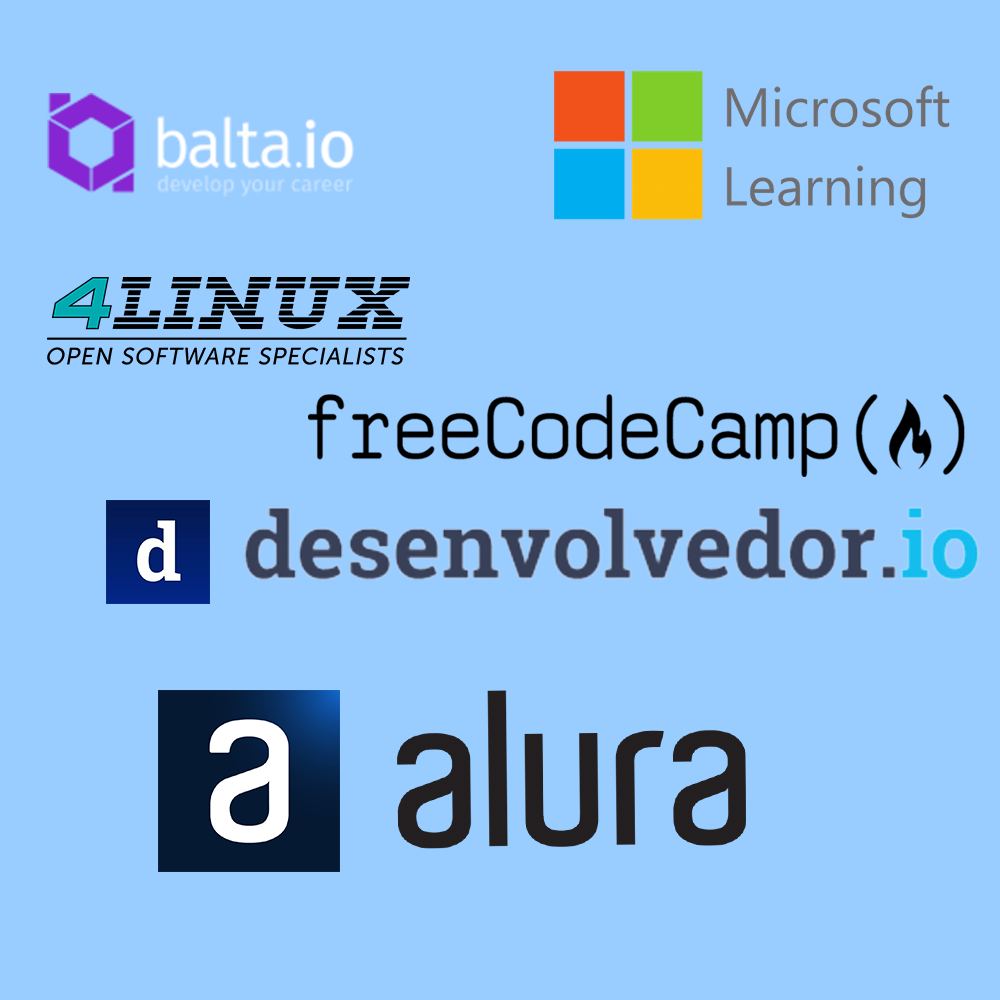 balta.io
develop your career
Microsoft
Learning
4LINUX
OPEN SOFTWARE SPECIALISTS
freeCodeCamp(🔥)
d desenvolvedor.io
a alura